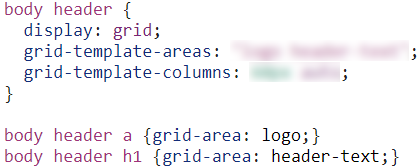 body header {
display: grid;
grid-template-areas: ;
grid-template-columns: ;
}
body header a {grid-area: logo;}
body header h1 {grid-area: header-text;}